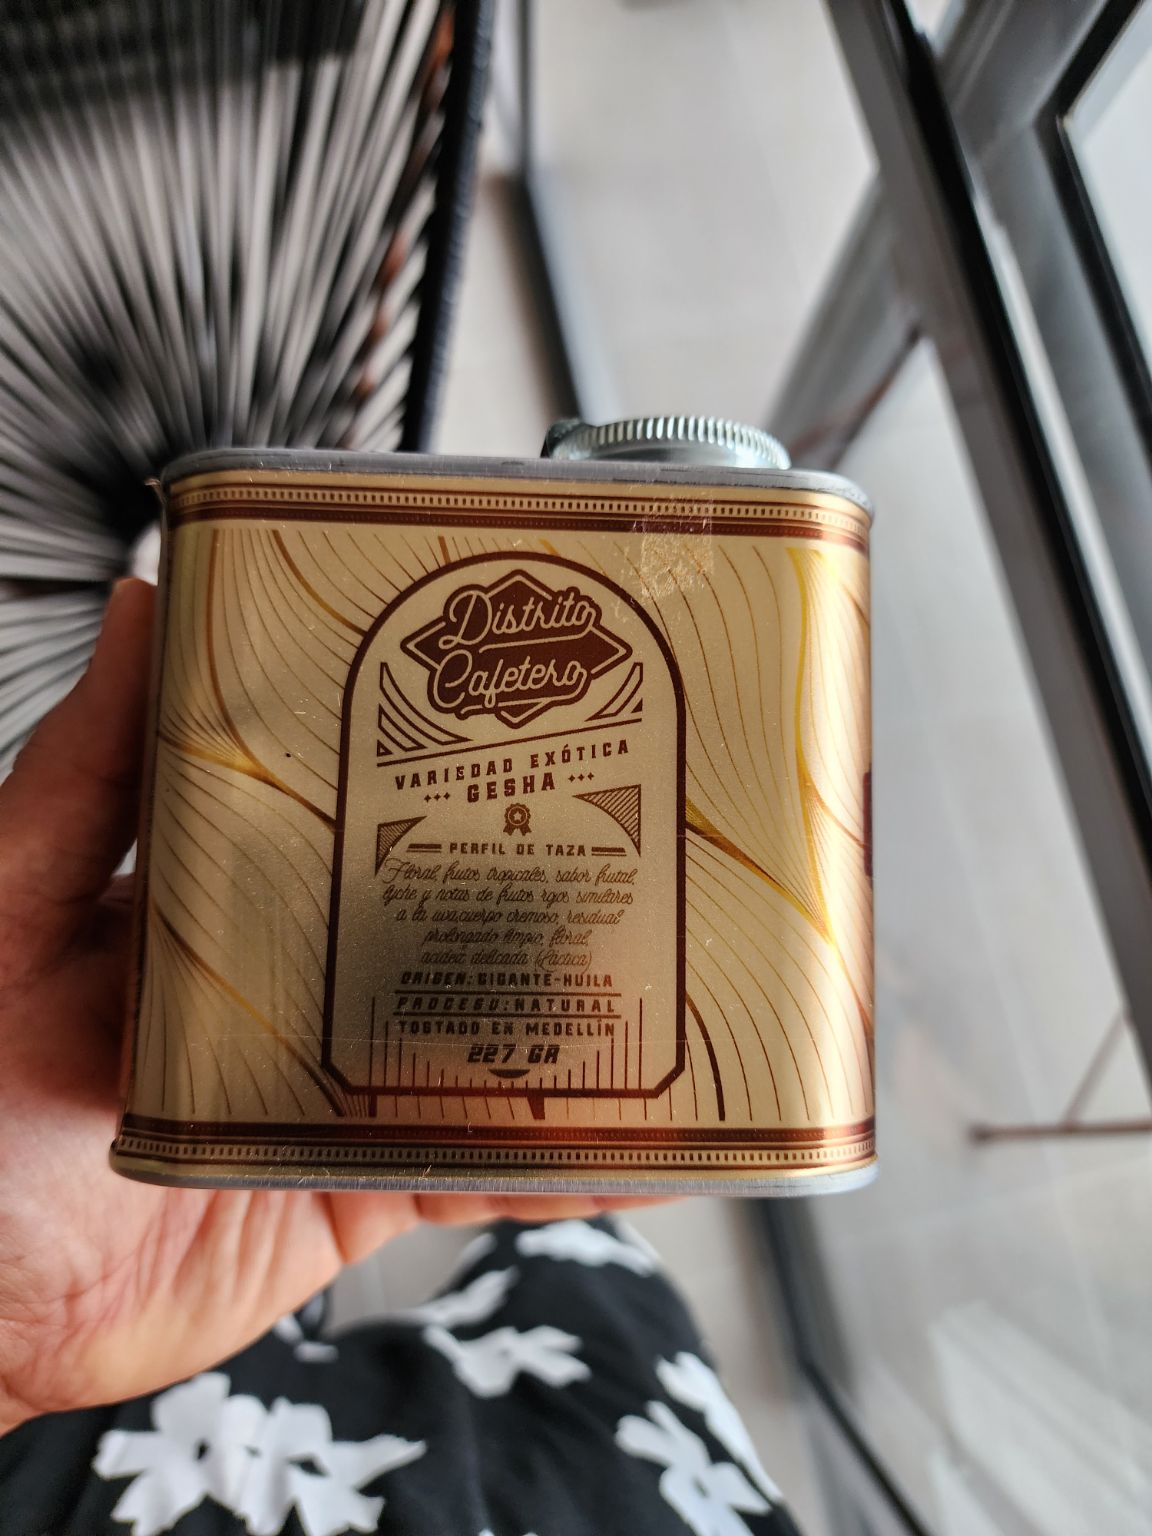 Distrito
Cafetero
VARIEDAD EXÓTICA
GESHA
PERFIL DE TAZA
Floral, frutos tropicales, sabor frutal,
lyche y notas de frutos rojos similares
a la uva,cuerpo cremoso, residual
prolongado limpio, floral,
acidez delicada (Láctica)
ORIGEN: GIGANTE-HUILA
PROCESO: NATURAL
TOSTADO EN MEDELLÍN
227 GR